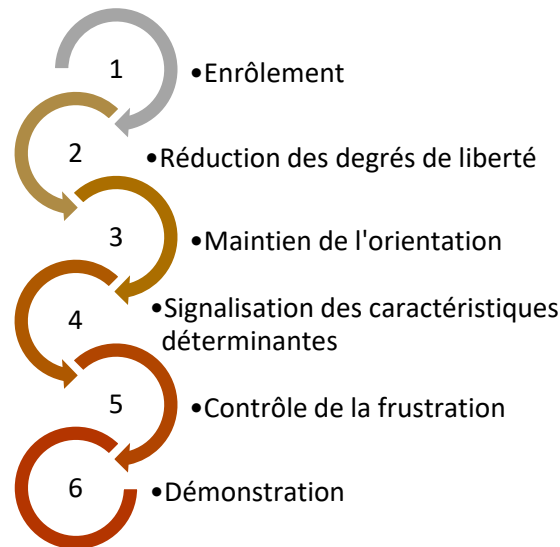 1
•Enrôlement
2
•Réduction des degrés de liberté
3
•Maintien de l'orientation
4
•Signalisation des caractéristiques
déterminantes
5
•Contrôle de la frustration
6
•Démonstration